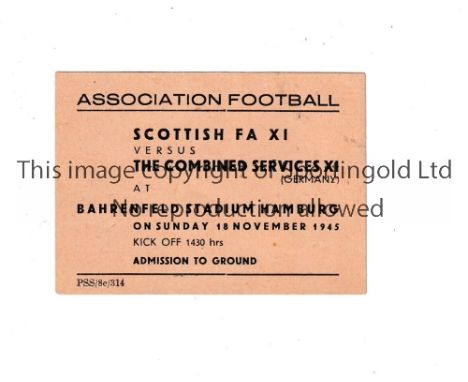 ASSOCIATION FOOTBALL
SCOTTISH FA XI
VERSUS
THE COMBINED SERVICES XI
(GERMANY)
AT
BAHRENFELD STADIUM HAMBURG
ON SUNDAY 18 NOVEMBER 1945
KICK OFF 1430 hrs
ADMISSION TO GROUND
PSS/8c/314
This image copyright of Sportingold Ltd
No reproduction allowed